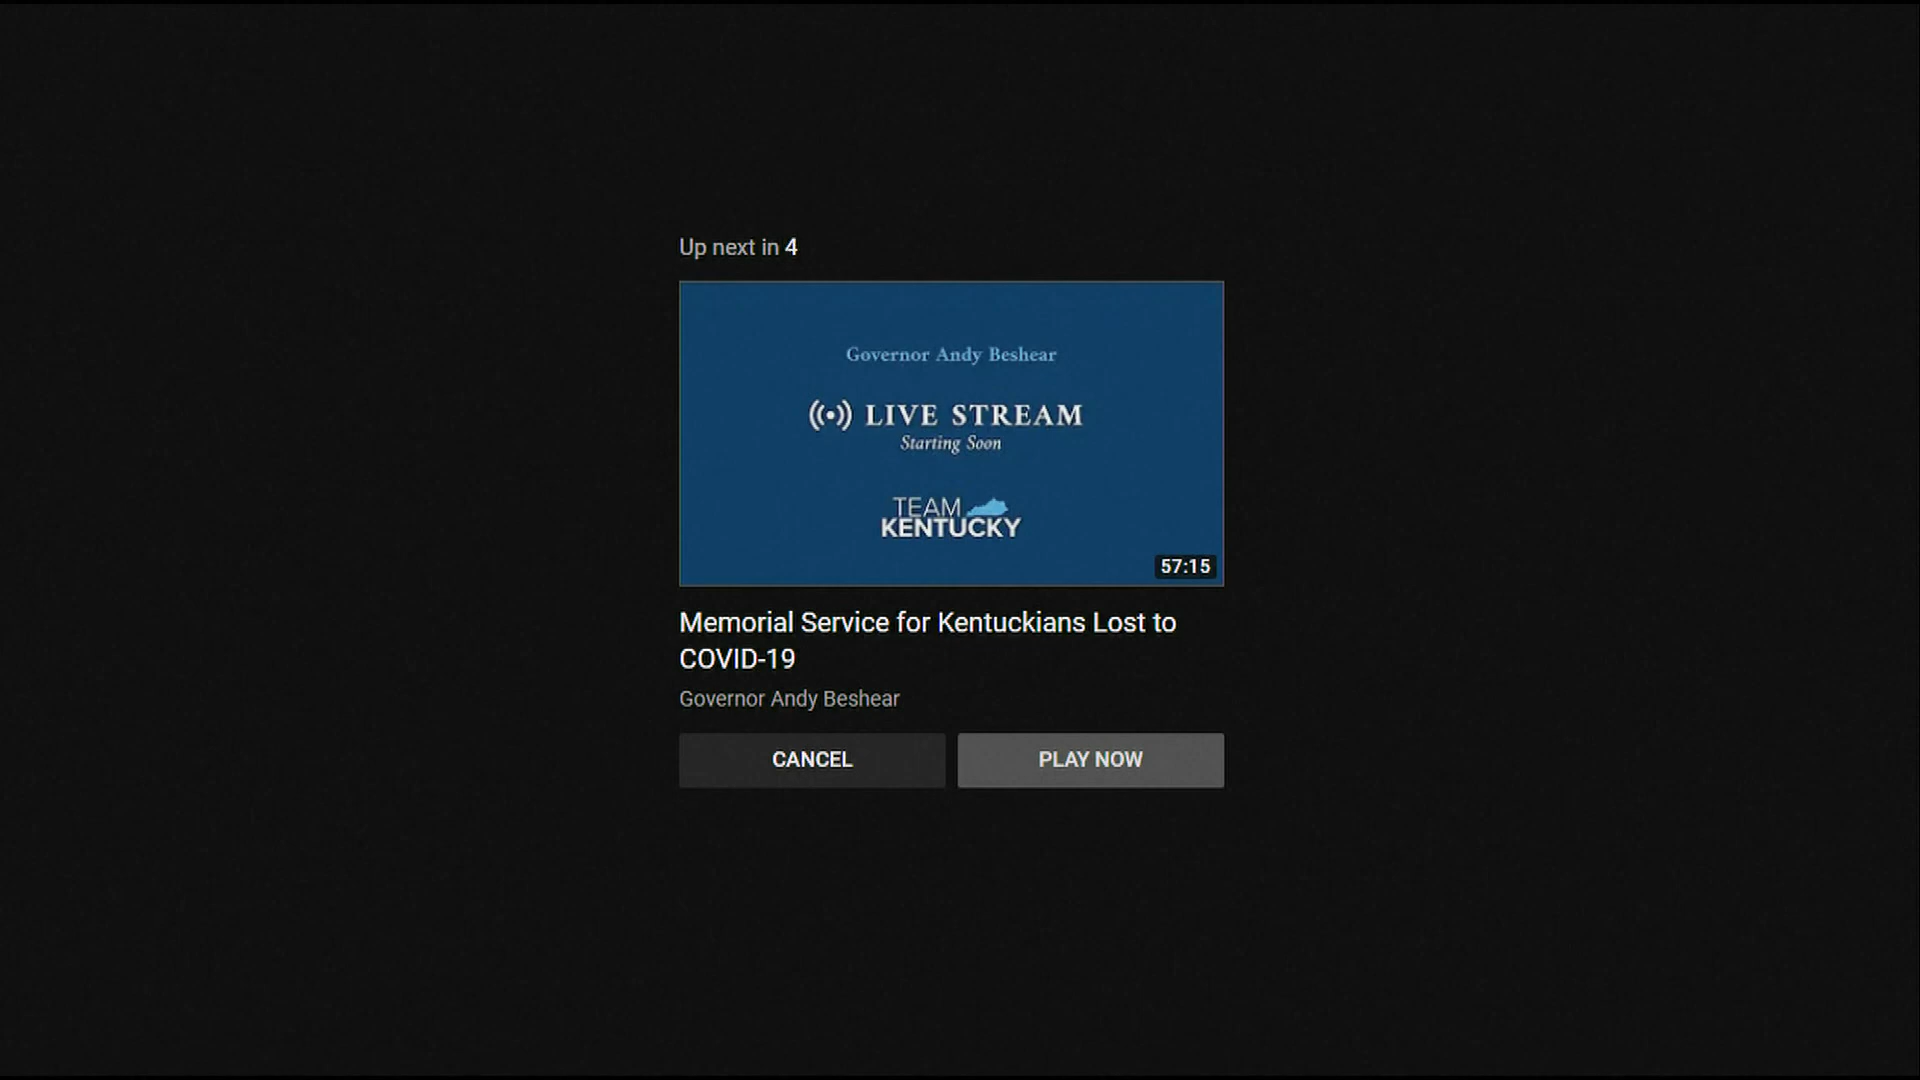 Up next in 4
Governor Andy Beshear
LIVE STREAM
Starting Soon
TEAM
KENTUCKY
57:15
Memorial Service for Kentuckians Lost to
COVID-19
Governor Andy Beshear
CANCEL
PLAY NOW